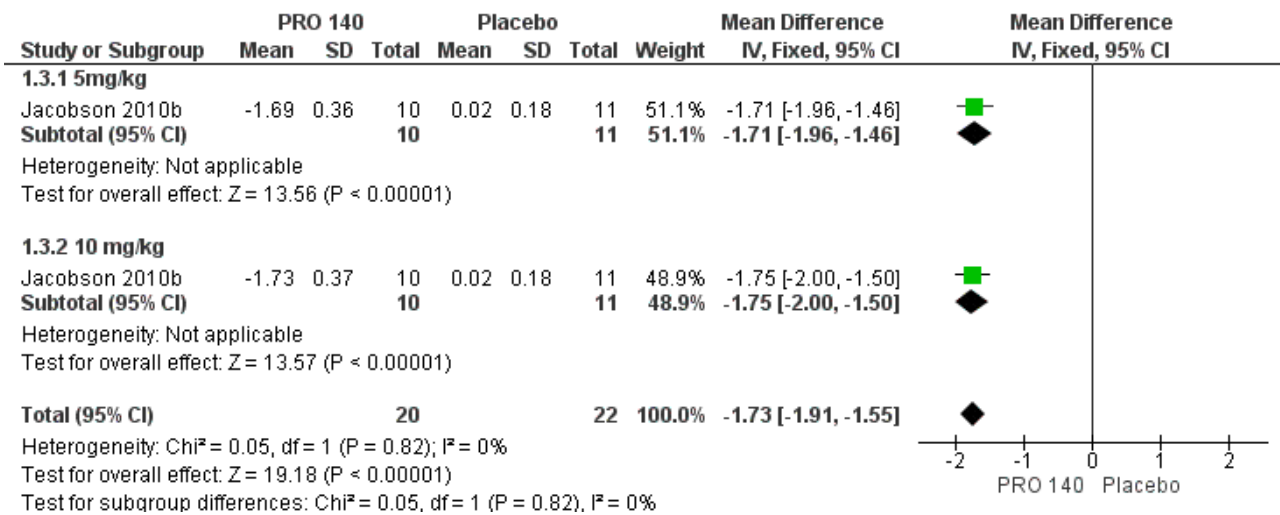 PRO 140 Placebo Mean Difference Mean Difference
Study or Subgroup Mean SD Total Mean SD Total Weight IV, Fixed, 95% CI IV, Fixed, 95% CI
1.3.1 5mg/kg
Jacobson 2010b -1.69 0.36 10 0.02 0.18 11 51.1% -1.71 [-1.96, -1.46]
Subtotal (95% CI) 10 11 51.1% -1.71 [-1.96, -1.46]
Heterogeneity: Not applicable
Test for overall effect: Z = 13.56 (P < 0.00001)
1.3.2 10 mg/kg
Jacobson 2010b -1.73 0.37 10 0.02 0.18 11 48.9% -1.75 [-2.00, -1.50]
Subtotal (95% CI) 10 11 48.9% -1.75 [-2.00, -1.50]
Heterogeneity: Not applicable
Test for overall effect: Z = 13.57 (P < 0.00001)
Total (95% CI) 20 22 100.0% -1.73 [-1.91, -1.55]
Heterogeneity: Chi² = 0.05, df = 1 (P = 0.82); I² = 0%
Test for overall effect: Z = 19.18 (P < 0.00001)
Test for subgroup differences: Chi² = 0.05, df = 1 (P = 0.82), I² = 0%
-2 -1 0 1 2
PRO 140 Placebo